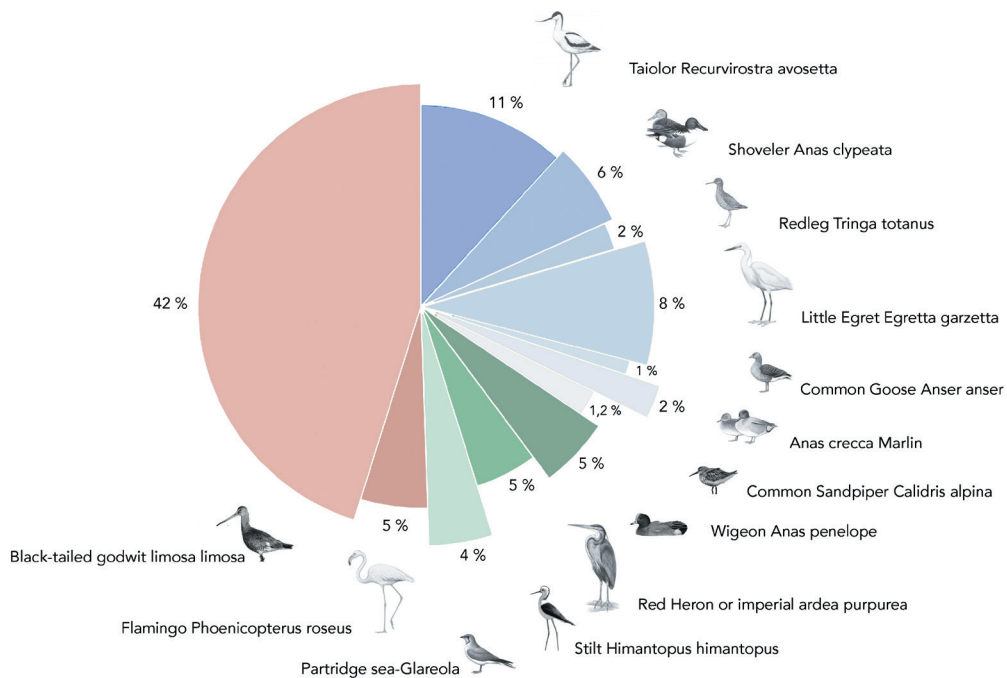 Taiolor Recurvirostra avosetta
11 %
Shoveler Anas clypeata
6 %
Redleg Tringa totanus
2 %
42 %
8 %
Little Egret Egretta garzetta
1 %
Common Goose Anser anser
2 %
1,2 %
Anas crecca Marlin
5 %
5 %
Common Sandpiper Calidris alpina
5 %
Wigeon Anas penelope
4 %
Black-tailed godwit limosa limosa
Red Heron or imperial ardea purpurea
Flamingo Phoenicopterus roseus
Stilt Himantopus himantopus
Partridge sea-Glareola